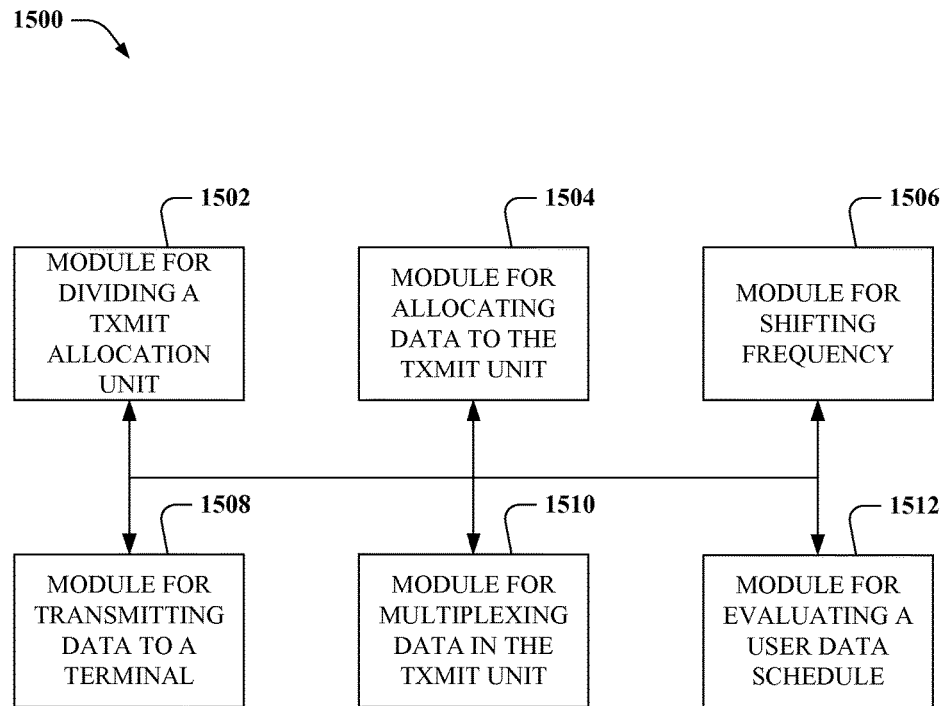 1500
1502
1504
1506
MODULE FOR
DIVIDING A
TXMIT
ALLOCATION
UNIT
MODULE FOR
ALLOCATING
DATA TO THE
TXMIT UNIT
MODULE FOR
SHIFTING
FREQUENCY
1508
1510
1512
MODULE FOR
TRANSMITTING
DATA TO A
TERMINAL
MODULE FOR
MULTIPLEXING
DATA IN THE
TXMIT UNIT
MODULE FOR
EVALUATING A
USER DATA
SCHEDULE